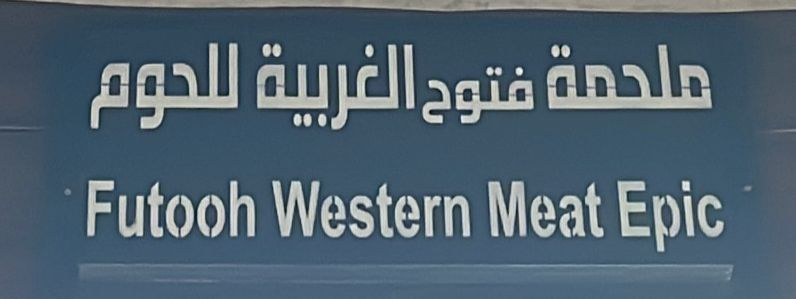 ملحمة فتوح الغربية للحوم
Futooh Western Meat Epic